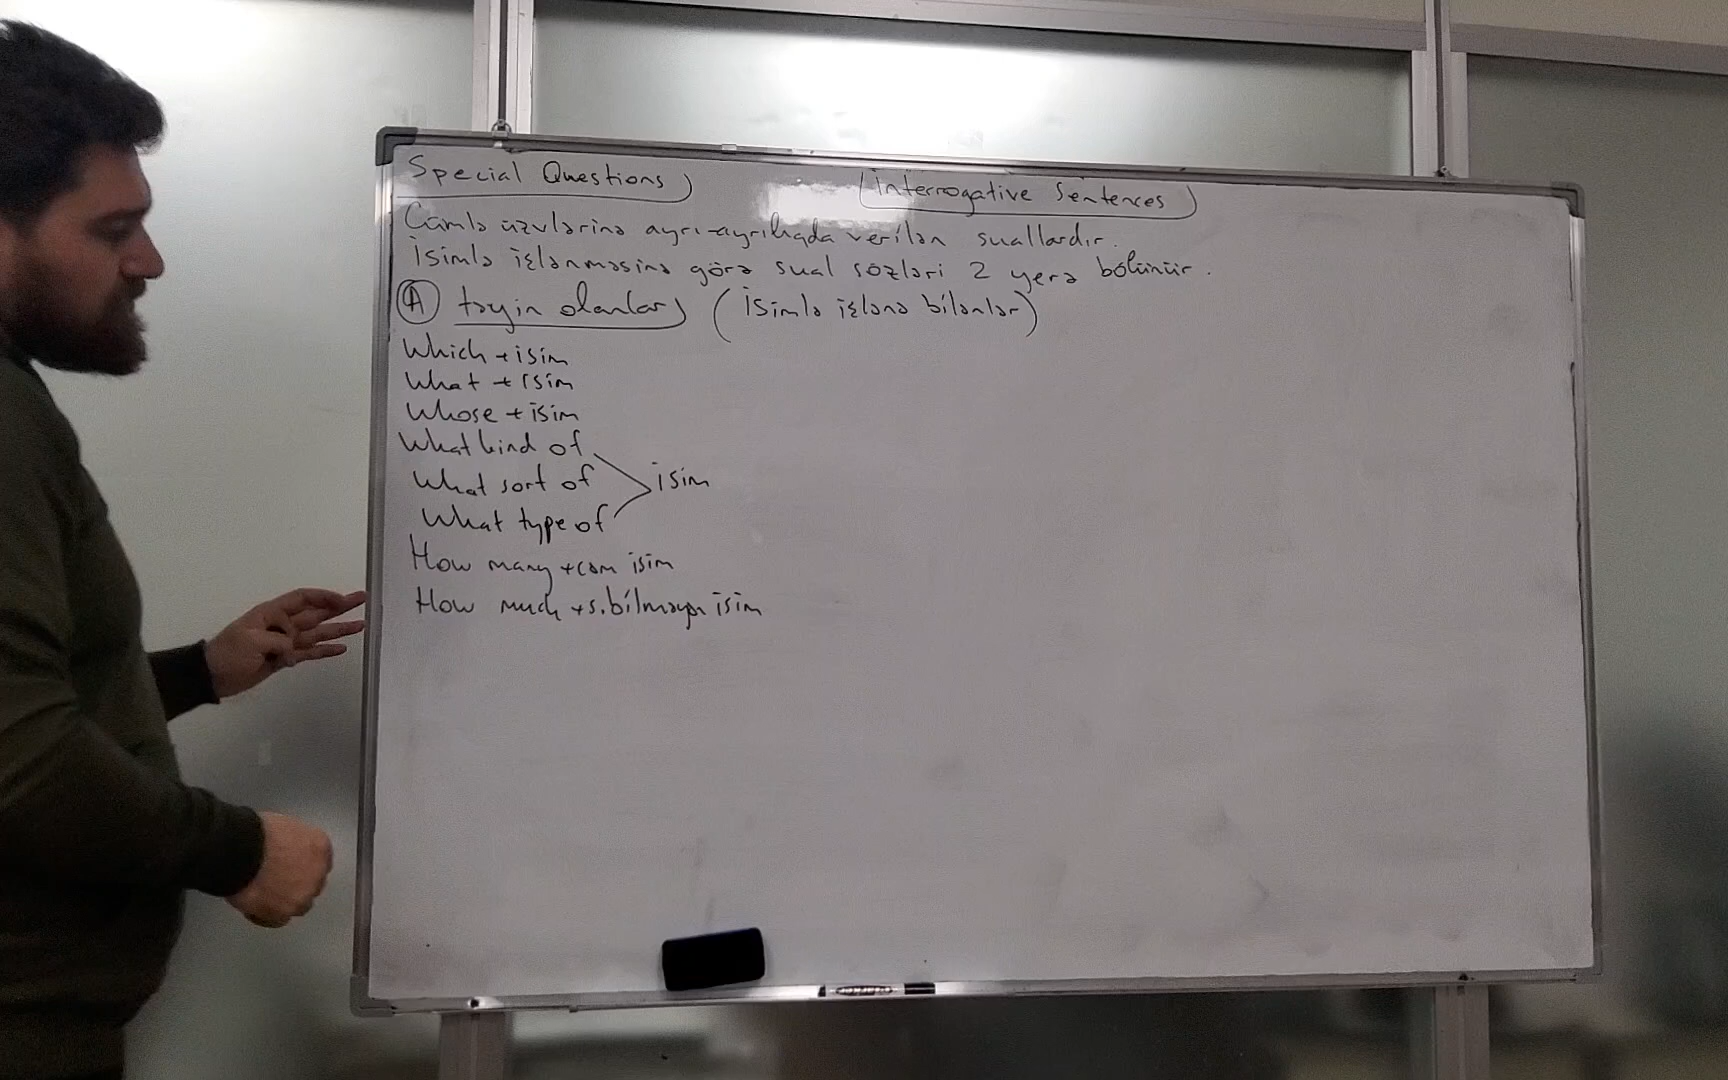 Special Questions
Interrogative Sentences
Cümlə üzvlərinə ayrı-ayrılıqda verilən suallardır.
İsimlə işlənməsinə görə sual sözləri 2 yerə bölünür.
A təyin olanlar (İsimlə işlənə bilənlər)
Which + isim
What + isim
Whose + isim
What kind of
What sort of
isim
What type of
How many + cəm isim
How much + s. bilməyən isim